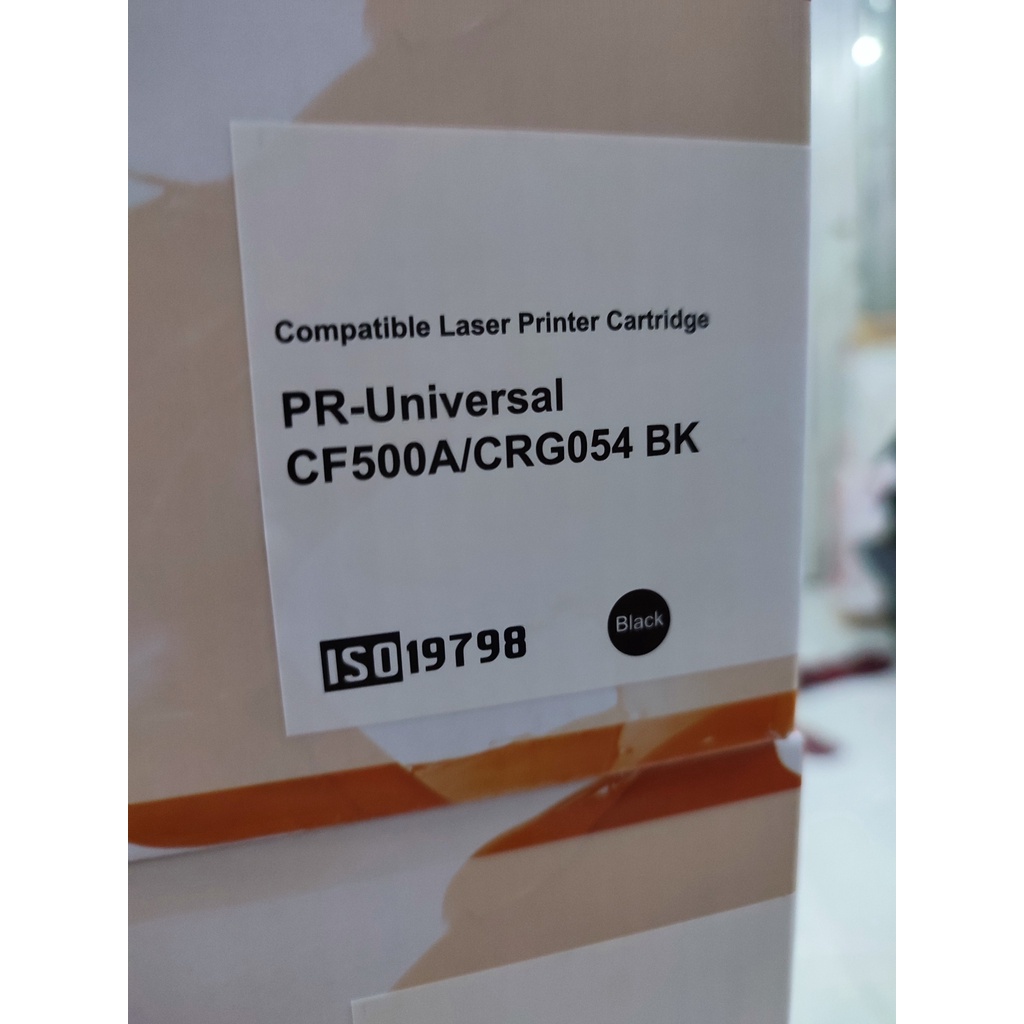 Compatible Laser Printer Cartridge
PR-Universal
CF500A/CRG054 BK
ISO 19798
Black